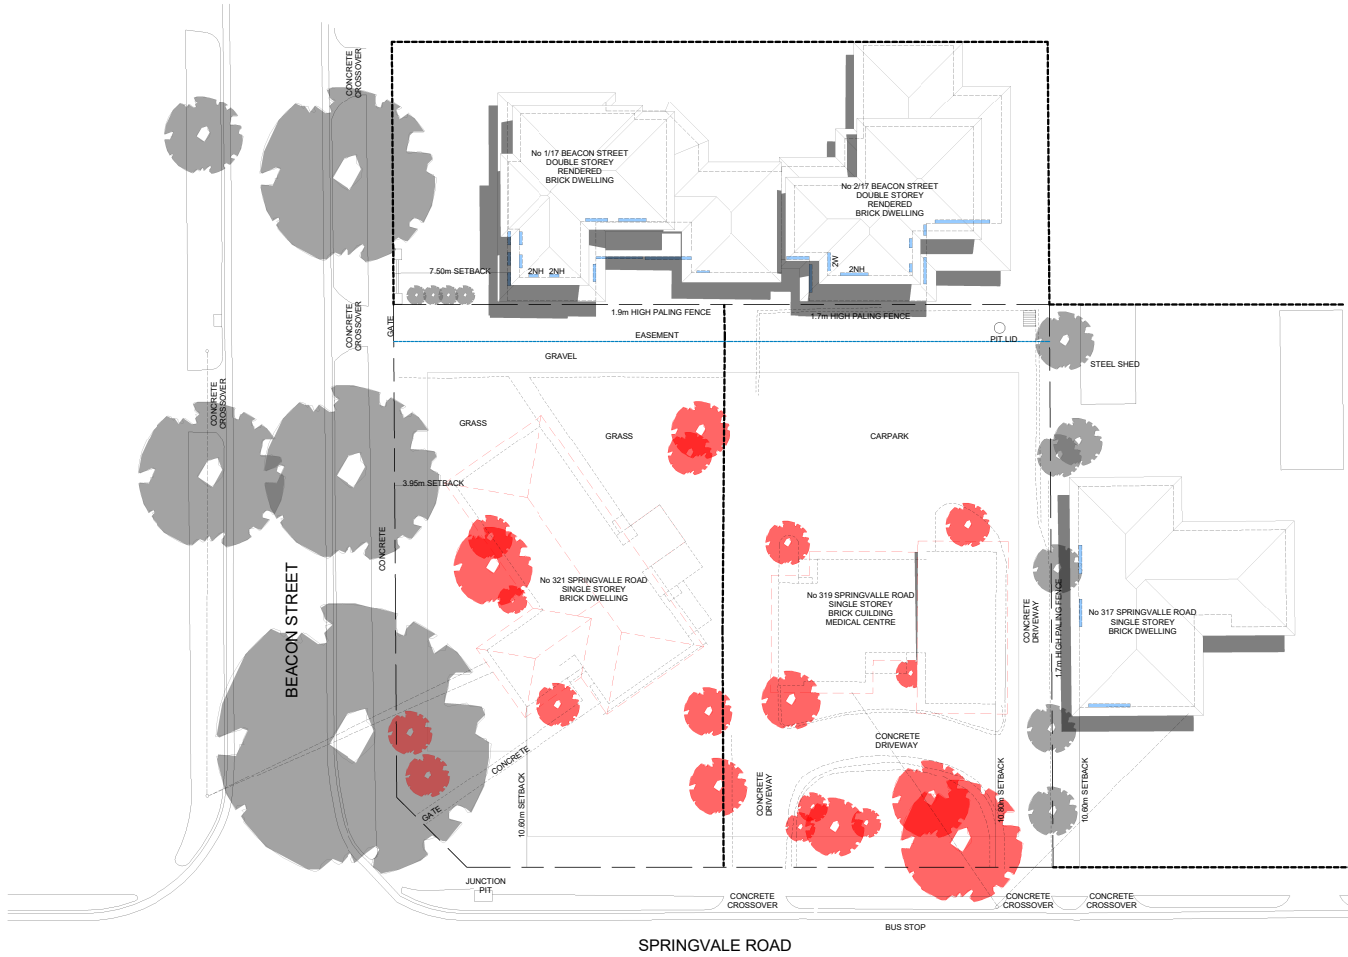 CONCRETE
CROSSOVER
No 1/17 BEACON STREET
DOUBLE STOREY
RENDERED
BRICK DWELLING
No 2/17 BEACON STREET
DOUBLE STOREY
RENDERED
BRICK DWELLING
7.50m SETBACK
2NH
2NH
2W
2NH
CONCRETE
CROSSOVER
GATE
1.9m HIGH PALING FENCE
1.7m HIGH PALING FENCE
EASEMENT
PIT LID
GRAVEL
STEEL SHED
CONCRETE
CROSSOVER
GRASS
GRASS
CARPARK
3.95m SETBACK
CONCRETE
BEACON STREET
No 321 SPRINGVALLE ROAD
SINGLE STOREY
BRICK DWELLING
No 319 SPRINGVALLE ROAD
SINGLE STOREY
BRICK CUILDING
MEDICAL CENTRE
CONCRETE
DRIVEWAY
1.7m HIGH PALING FENCE
No 317 SPRINGVALLE ROAD
SINGLE STOREY
BRICK DWELLING
CONCRETE
DRIVEWAY
CONCRETE
GATE
10.60m SETBACK
CONCRETE
DRIVEWAY
10.80m SETBACK
10.60m SETBACK
JUNCTION
PIT
CONCRETE
CROSSOVER
CONCRETE
CROSSOVER
CONCRETE
CROSSOVER
BUS STOP
SPRINGVALE ROAD